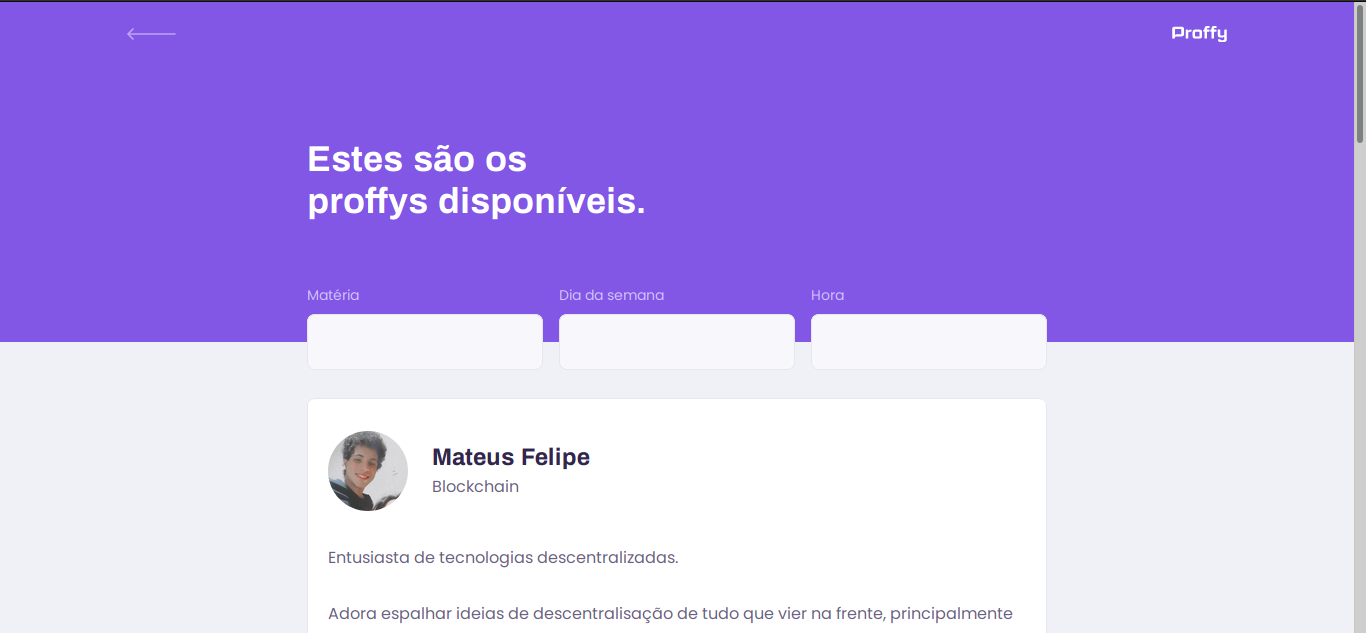 Proffy
Estes são os
proffys disponíveis.
Matéria Dia da semana Hora
Mateus Felipe
Blockchain
Entusiasta de tecnologias descentralizadas.
Adora espalhar ideias de descentralisação de tudo que vier na frente, principalmente